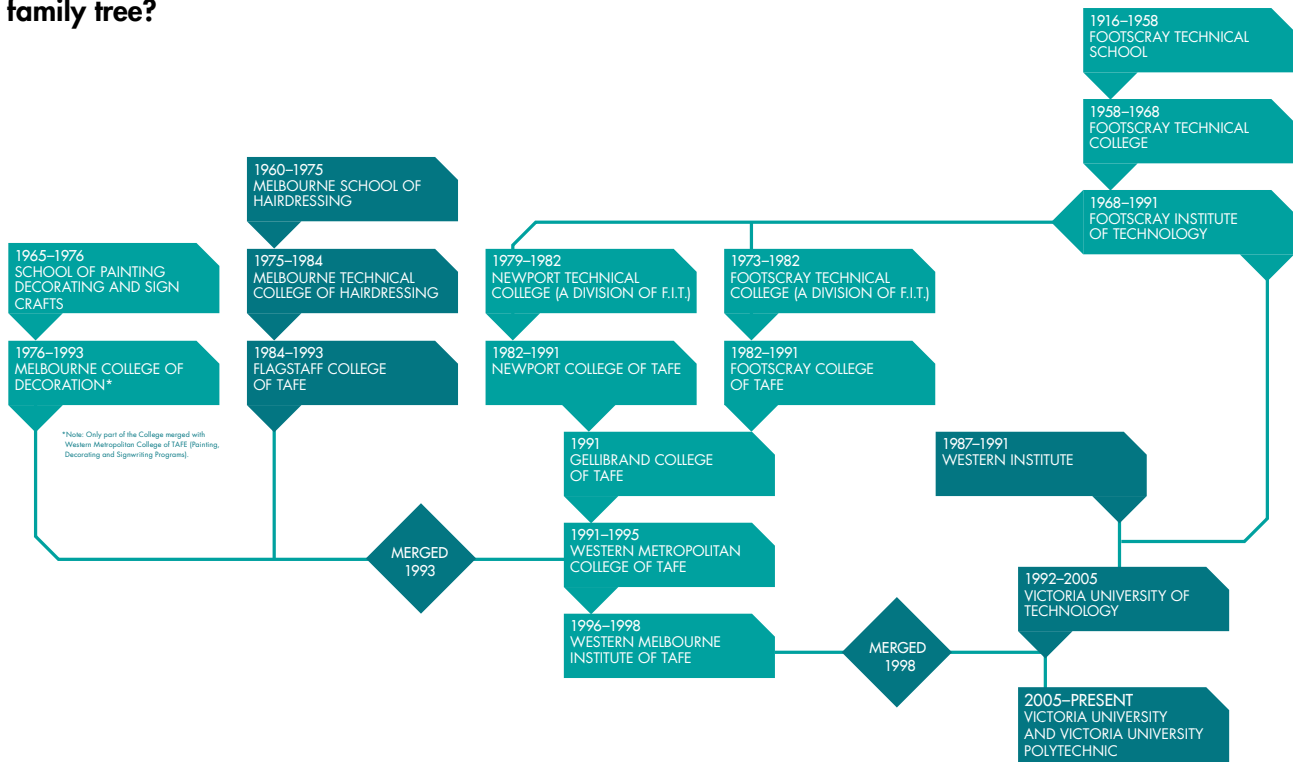 family tree?
1916–1958
FOOTSCRAY TECHNICAL
SCHOOL
1958–1968
FOOTSCRAY TECHNICAL
COLLEGE
1968–1991
FOOTSCRAY INSTITUTE
OF TECHNOLOGY
1960–1975
MELBOURNE SCHOOL OF
HAIRDRESSING
1965–1976
SCHOOL OF PAINTING
DECORATING AND SIGN
CRAFTS
1975–1984
MELBOURNE TECHNICAL
COLLEGE OF HAIRDRESSING
1979–1982
NEWPORT TECHNICAL
COLLEGE (A DIVISION OF F.I.T.)
1973–1982
FOOTSCRAY TECHNICAL
COLLEGE (A DIVISION OF F.I.T.)
1976–1993
MELBOURNE COLLEGE OF
DECORATION*
1984–1993
FLAGSTAFF COLLEGE
OF TAFE
1982–1991
NEWPORT COLLEGE OF TAFE
1982–1991
FOOTSCRAY COLLEGE
OF TAFE
*Note: Only part of the College merged with
Western Metropolitan College of TAFE (Painting,
Decorating and Signwriting Programs).
1991
GELLIBRAND COLLEGE
OF TAFE
1987–1991
WESTERN INSTITUTE
MERGED
1993
1991–1995
WESTERN METROPOLITAN
COLLEGE OF TAFE
1992–2005
VICTORIA UNIVERSITY OF
TECHNOLOGY
1996–1998
WESTERN MELBOURNE
INSTITUTE OF TAFE
MERGED
1998
2005–PRESENT
VICTORIA UNIVERSITY
AND VICTORIA UNIVERSITY
POLYTECHNIC